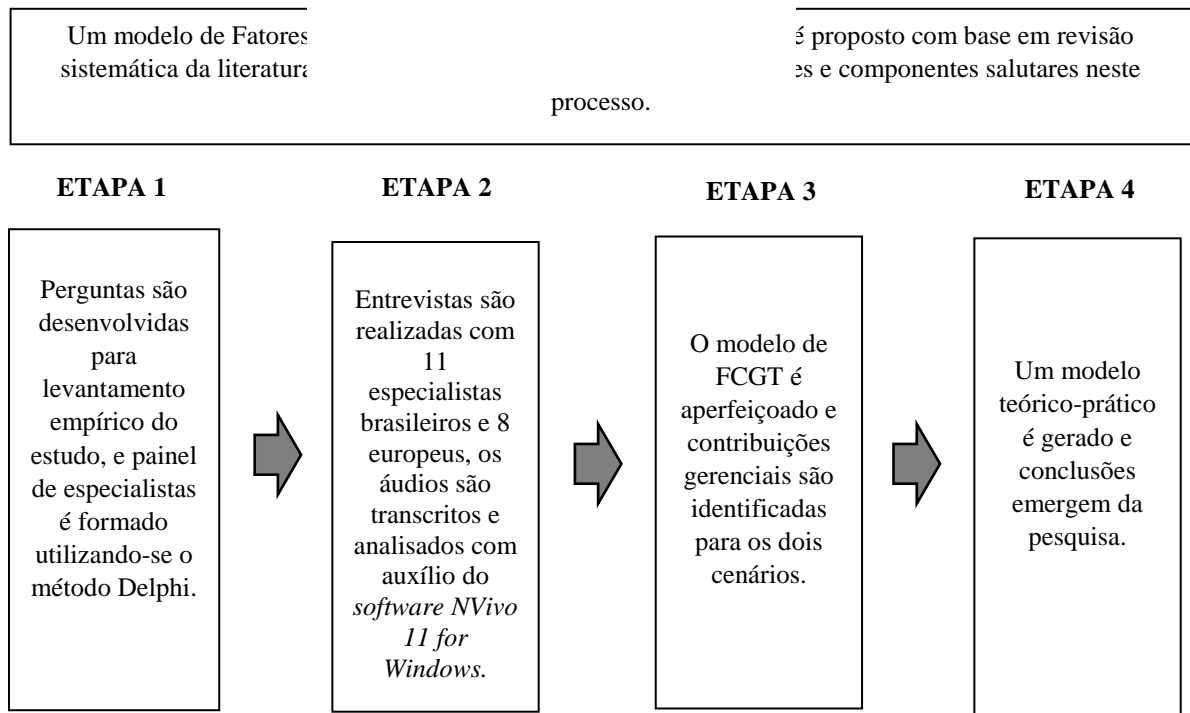 Um modelo de Fatores é proposto com base em revisão
sistemática da literatura es e componentes salutares neste
processo.
ETAPA 1
Perguntas são
desenvolvidas
para
levantamento
empírico do
estudo, e painel
de especialistas
é formado
utilizando-se o
método Delphi.
ETAPA 2
Entrevistas são
realizadas com
11
especialistas
brasileiros e 8
europeus, os
áudios são
transcritos e
analisados com
auxílio do
software NVivo
11 for
Windows.
ETAPA 3
O modelo de
FCGT é
aperfeiçoado e
contribuições
gerenciais são
identificadas
para os dois
cenários.
ETAPA 4
Um modelo
teórico-prático
é gerado e
conclusões
emergem da
pesquisa.